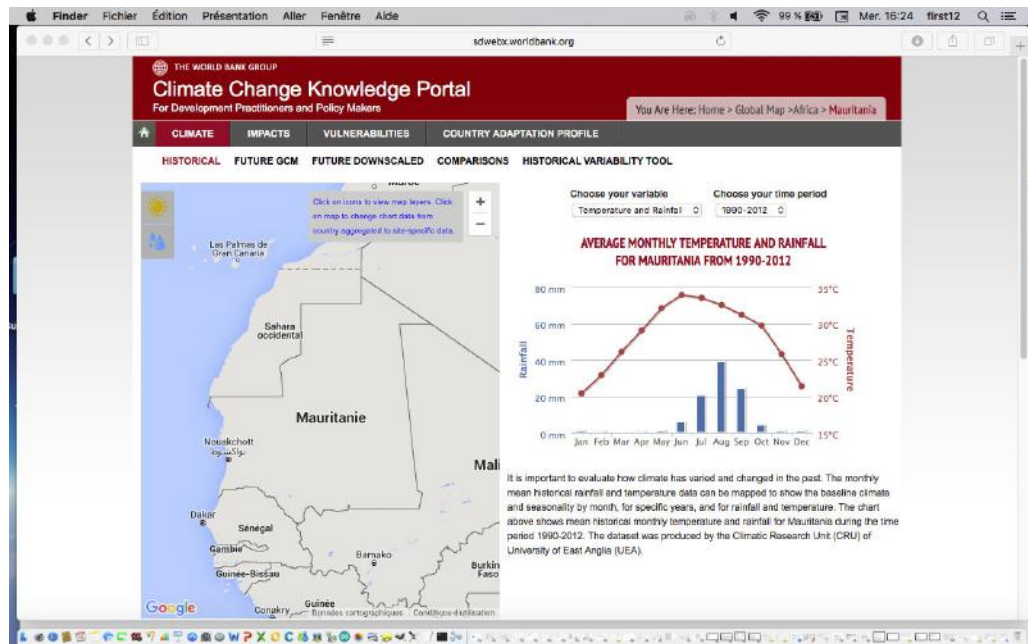 Finder Fichier Édition Présentation Aller Fenêtre Aide 99 % Mer. 16:24 first12
sdwebx.worldbank.org
THE WORLD BANK GROUP
Climate Change Knowledge Portal
For Development Practitioners and Policy Makers
You Are Here: Home > Global Map >Africa > Mauritania
CLIMATE IMPACTS VULNERABILITIES COUNTRY ADAPTATION PROFILE
HISTORICAL FUTURE GCM FUTURE DOWNSCALED COMPARISONS HISTORICAL VARIABILITY TOOL
Maroc
Click on icons to view map layers. Click
on map to change chart data from
country aggregated to site-specific data.
+
−
Las Palmas de
Gran Canaria
Sahara
occidental
Mauritanie
Nouakchott
نواكشوط
Mali
Dakar
Sénégal
Gambie
Bamako
Guinée-Bissau
Burkina
Faso
Guinée
Conakry
Google
Données cartographiques Conditions d'utilisation
Choose your variable Choose your time period
Temperature and Rainfall 1990-2012
AVERAGE MONTHLY TEMPERATURE AND RAINFALL
FOR MAURITANIA FROM 1990-2012
80 mm 35°C
60 mm 30°C
40 mm 25°C
20 mm 20°C
0 mm 15°C
Rainfall
Temperature
Jan Feb Mar Apr May Jun Jul Aug Sep Oct Nov Dec
It is important to evaluate how climate has varied and changed in the past. The monthly
mean historical rainfall and temperature data can be mapped to show the baseline climate
and seasonality by month, for specific years, and for rainfall and temperature. The chart
above shows mean historical monthly temperature and rainfall for Mauritania during the time
period 1990-2012. The dataset was produced by the Climatic Research Unit (CRU) of
University of East Anglia (UEA).